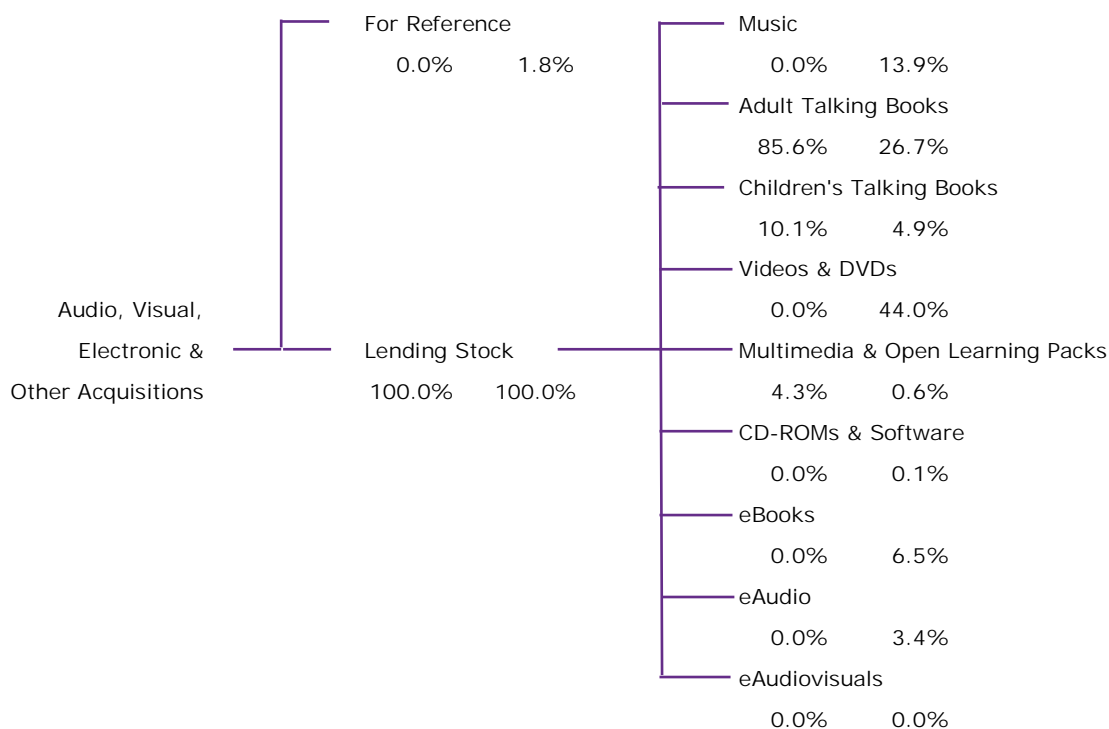 For Reference
0.0% 1.8%
Audio, Visual,
Electronic &
Other Acquisitions
Lending Stock
100.0% 100.0%
Music
0.0% 13.9%
Adult Talking Books
85.6% 26.7%
Children's Talking Books
10.1% 4.9%
Videos & DVDs
0.0% 44.0%
Multimedia & Open Learning Packs
4.3% 0.6%
CD-ROMs & Software
0.0% 0.1%
eBooks
0.0% 6.5%
eAudio
0.0% 3.4%
eAudiovisuals
0.0% 0.0%